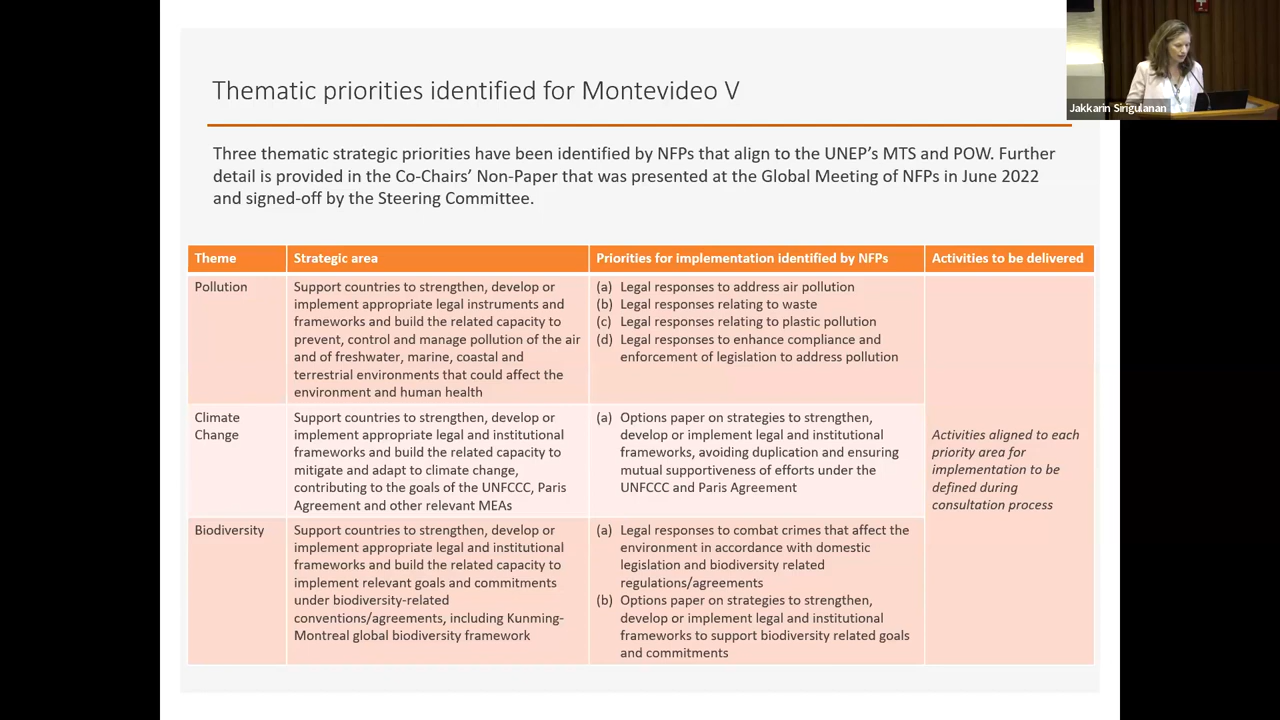 Thematic priorities identified for Montevideo V
Jakkarin Sirigulanan
Three thematic strategic priorities have been identified by NFPs that align to the UNEP's MTS and POW. Further
detail is provided in the Co-Chairs' Non-Paper that was presented at the Global Meeting of NFPs in June 2022
and signed-off by the Steering Committee.
Theme
Strategic area
Priorities for implementation identified by NFPs
Activities to be delivered
Pollution
Support countries to strengthen, develop or
implement appropriate legal instruments and
frameworks and build the related capacity to
prevent, control and manage pollution of the air
and of freshwater, marine, coastal and
terrestrial environments that could affect the
environment and human health
(a) Legal responses to address air pollution
(b) Legal responses relating to waste
(c) Legal responses relating to plastic pollution
(d) Legal responses to enhance compliance and
enforcement of legislation to address pollution
Climate
Change
Support countries to strengthen, develop or
implement appropriate legal and institutional
frameworks and build the related capacity to
mitigate and adapt to climate change,
contributing to the goals of the UNFCCC, Paris
Agreement and other relevant MEAs
(a) Options paper on strategies to strengthen,
develop or implement legal and institutional
frameworks, avoiding duplication and ensuring
mutual supportiveness of efforts under the
UNFCCC and Paris Agreement
Activities aligned to each
priority area for
implementation to be
defined during
consultation process
Biodiversity
Support countries to strengthen, develop or
implement appropriate legal and institutional
frameworks and build the related capacity to
implement relevant goals and commitments
under biodiversity-related
conventions/agreements, including Kunming-
Montreal global biodiversity framework
(a) Legal responses to combat crimes that affect the
environment in accordance with domestic
legislation and biodiversity related
regulations/agreements
(b) Options paper on strategies to strengthen,
develop or implement legal and institutional
frameworks to support biodiversity related goals
and commitments